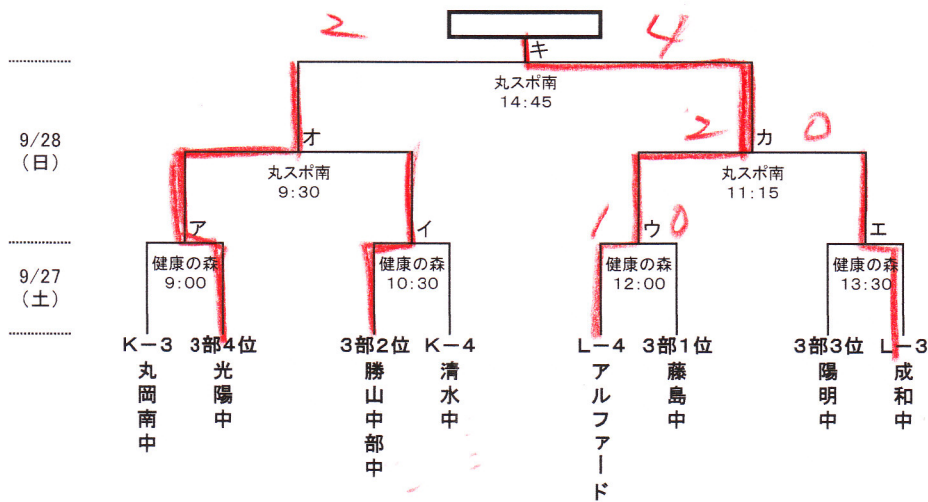 2 4
キ
丸スポ南
14:45
9/28
(日)
オ 2 カ 0
丸スポ南
9:30
丸スポ南
11:15
ア イ 1 ウ 0 エ
9/27
(土)
健康の森
9:00
健康の森
10:30
健康の森
12:00
健康の森
13:30
K−3 3部4位 3部2位 K−4 L−4 3部1位 3部3位 L−3
丸岡南中
光陽中
勝山中部中
清水中
アルファード
藤島中
陽明中
成和中